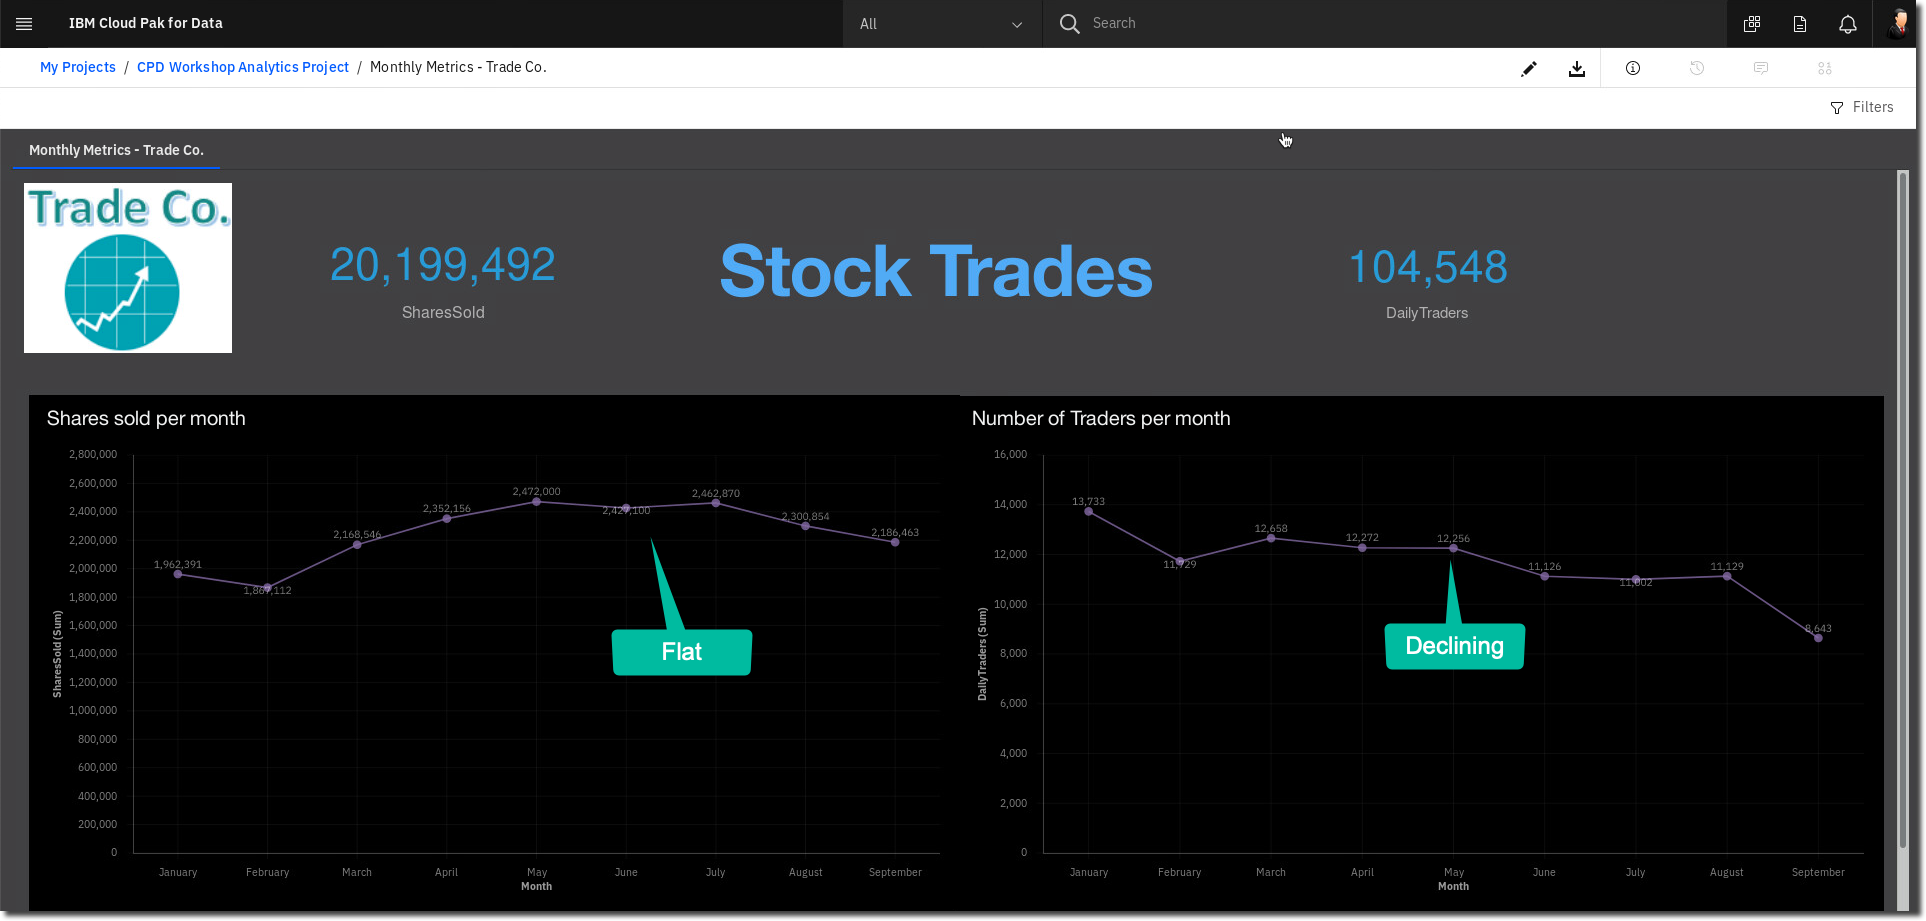 IBM Cloud Pak for Data
All
Search
My Projects / CPD Workshop Analytics Project / Monthly Metrics - Trade Co.
Filters
Monthly Metrics - Trade Co.
Trade Co.
20,199,492
SharesSold
Stock Trades
104,548
DailyTraders
Shares sold per month
2,800,000
2,600,000
2,400,000
2,200,000
2,000,000
1,800,000
1,600,000
1,400,000
1,200,000
1,000,000
800,000
600,000
400,000
200,000
0
SharesSold (Sum)
1,962,391
1,867,112
2,168,546
2,352,156
2,472,000
2,427,100
2,462,870
2,300,854
2,186,463
Flat
January February March April May June July August September
Month
Number of Traders per month
16,000
14,000
12,000
10,000
8,000
6,000
4,000
2,000
0
DailyTraders (Sum)
13,733
11,729
12,658
12,272
12,256
11,126
11,002
11,129
8,643
Declining
January February March April May June July August September
Month